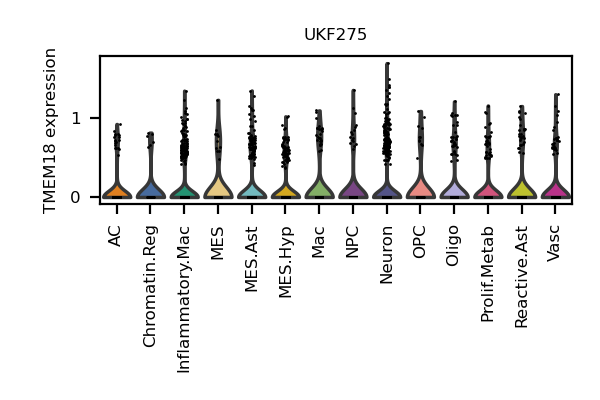 UKF275
TMEM18 expression
1
0
AC
Chromatin.Reg
Inflammatory.Mac
MES
MES.Ast
MES.Hyp
Mac
NPC
Neuron
OPC
Oligo
Prolif.Metab
Reactive.Ast
Vasc